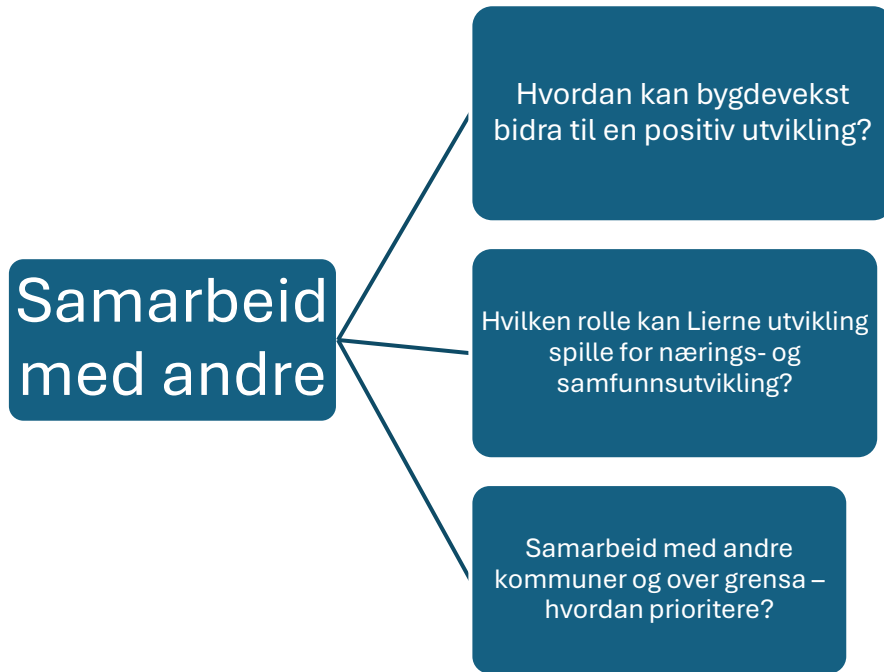 Samarbeid
med andre
Hvordan kan bygdevekst
bidra til en positiv utvikling?
Hvilken rolle kan Lierne utvikling
spille for nærings- og
samfunnsutvikling?
Samarbeid med andre
kommuner og over grensa –
hvordan prioritere?